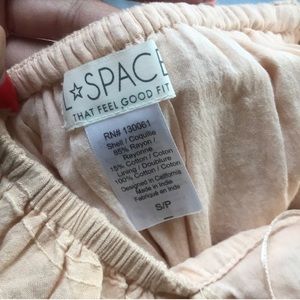 L☆SPACE
THAT FEEL GOOD FIT
RN# 130061
Shell / Coquille
85% Rayon /
Rayonne
15% Cotton / Coton
Lining / Doublure
100% Cotton / Coton
Designed in California
Made in India
Fabriqué en Inde
S/P